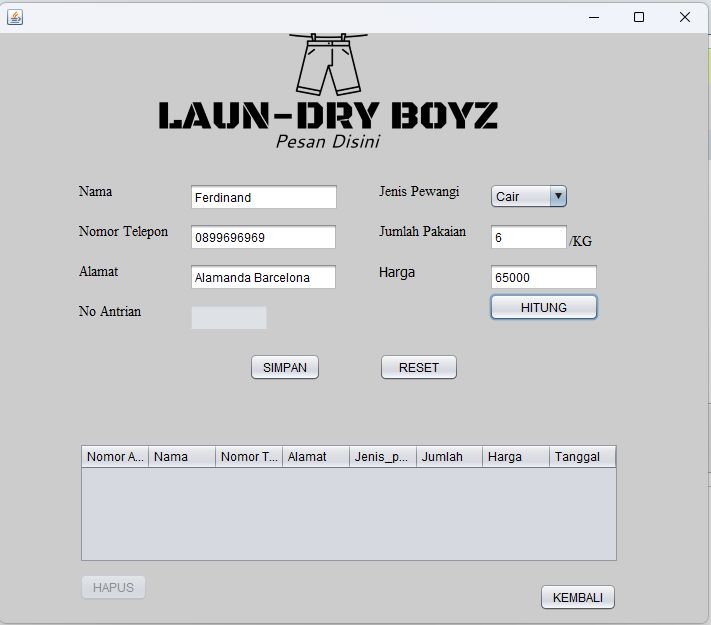 LAUN-DRY BOYZ
Pesan Disini
Nama Ferdinand Jenis Pewangi Cair
Nomor Telepon 0899696969 Jumlah Pakaian 6 /KG
Alamat Alamanda Barcelona Harga 65000
No Antrian HITUNG
SIMPAN RESET
Nomor A... Nama Nomor T... Alamat Jenis_p... Jumlah Harga Tanggal
HAPUS KEMBALI